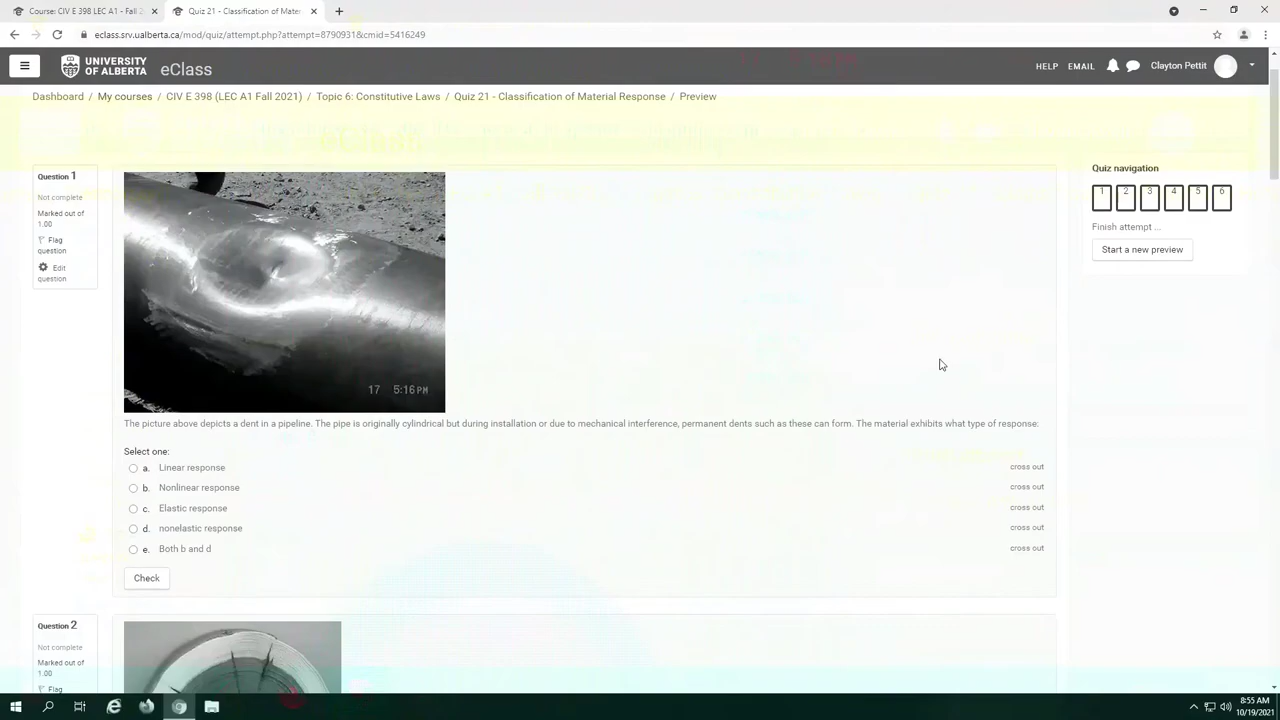 Course: CIV E 398 LEC A1 - Fall 2
Quiz 21 - Classification of Mater
eclass.srv.ualberta.ca/mod/quiz/attempt.php?attempt=8790931&cmid=5416249
UNIVERSITY OF ALBERTA
eClass
HELP EMAIL Clayton Pettit
Dashboard / My courses / CIV E 398 (LEC A1 Fall 2021) / Topic 6: Constitutive Laws / Quiz 21 - Classification of Material Response / Preview
Question 1
Not complete
Marked out of
1.00
Flag
question
Edit
question
17 5:16PM
The picture above depicts a dent in a pipeline. The pipe is originally cylindrical but during installation or due to mechanical interference, permanent dents such as these can form. The material exhibits what type of response:
Select one:
a. Linear response cross out
b. Nonlinear response cross out
c. Elastic response cross out
d. nonelastic response cross out
e. Both b and d cross out
Check
Quiz navigation
1 2 3 4 5 6
Finish attempt ...
Start a new preview
Question 2
Not complete
Marked out of
1.00
Flag
8:55 AM
10/19/2021